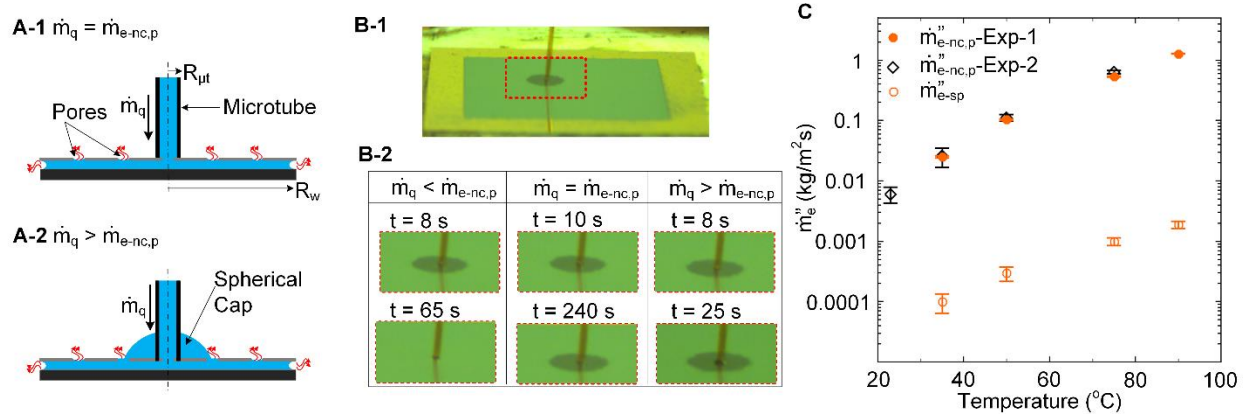 A-1 ṁq = ṁe-nc,p
Rμt
ṁq
Microtube
Pores
Rw
A-2 ṁq > ṁe-nc,p
ṁq
Spherical
Cap
B-1
B-2
ṁq < ṁe-nc,p ṁq = ṁe-nc,p ṁq > ṁe-nc,p
t = 8 s t = 10 s t = 8 s
t = 65 s t = 240 s t = 25 s
C
ṁ"e-nc,p-Exp-1
ṁ"e-nc,p-Exp-2
ṁ"e-sp
1
0.1
0.01
0.001
0.0001
ṁ"e (kg/m²s)
20 40 60 80 100
Temperature (°C)